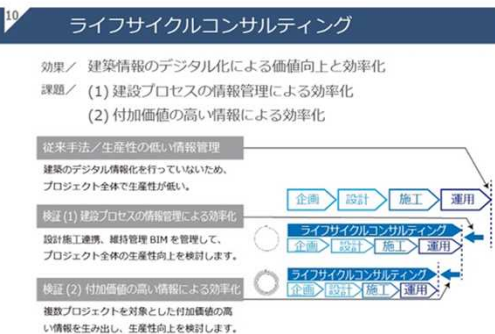 10
ライフサイクルコンサルティング
効果／ 建築情報のデジタル化による価値向上と効率化
課題／ (1) 建設プロセスの情報管理による効率化
(2) 付加価値の高い情報による効率化
従来手法／生産性の低い情報管理
建築のデジタル情報化を行っていないため、
プロジェクト全体で生産性が低い。
企画 設計 施工 運用
検証 (1) 建設プロセスの情報管理による効率化
設計施工連携、維持管理 BIM を管理して、
プロジェクト全体の生産性向上を検討します。
ライフサイクルコンサルティング
企画 設計 施工 運用
検証 (2) 付加価値の高い情報による効率化
複数プロジェクトを対象とした付加価値の高
い情報を生み出し、生産性向上を検討します。
ライフサイクルコンサルティング
企画 設計 施工 運用